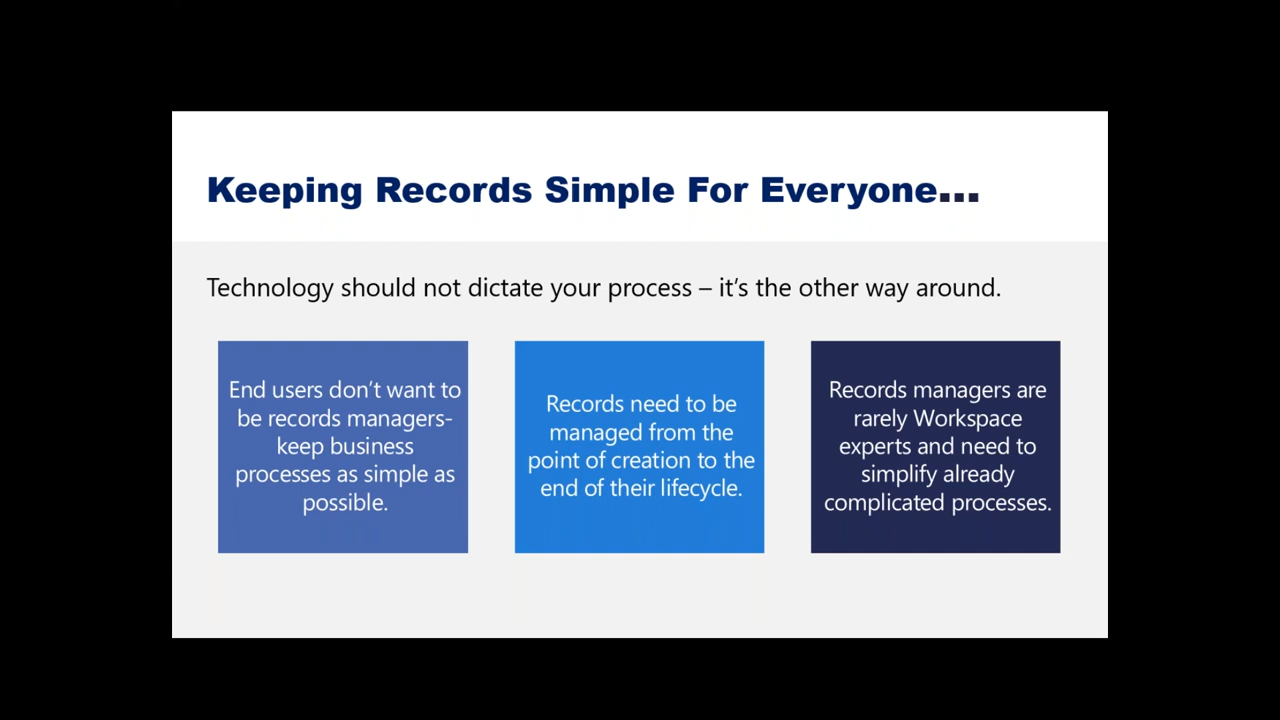 Keeping Records Simple For Everyone...
Technology should not dictate your process – it’s the other way around.
End users don’t want to
be records managers-
keep business
processes as simple as
possible.
Records need to be
managed from the
point of creation to the
end of their lifecycle.
Records managers are
rarely Workspace
experts and need to
simplify already
complicated processes.